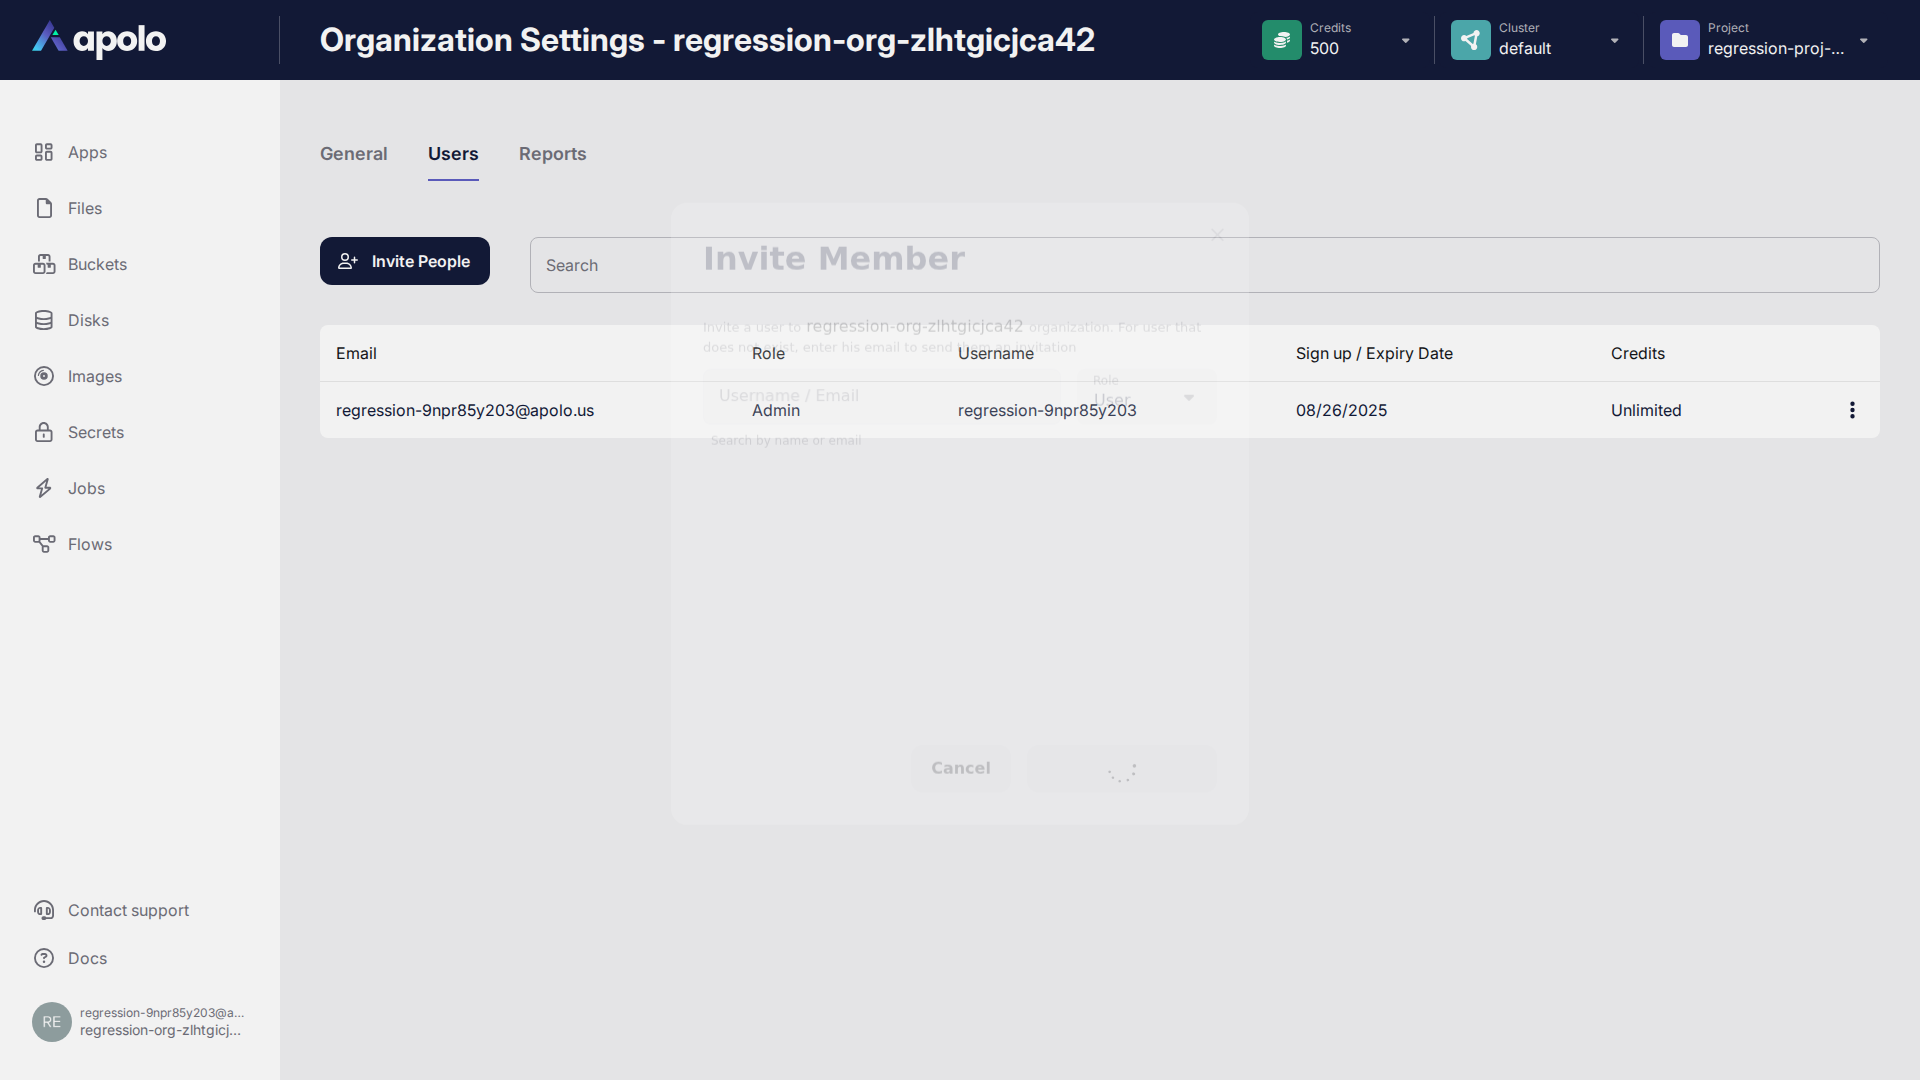 apolo
Organization Settings - regression-org-zlhtgicjca42
Credits
500
Cluster
default
Project
regression-proj-...
Apps
Files
Buckets
Disks
Images
Secrets
Jobs
Flows
Contact support
Docs
RE
regression-9npr85y203@a...
regression-org-zlhtgicj...
General
Users
Reports
Invite People
Search
Email
Role
Username
Sign up / Expiry Date
Credits
regression-9npr85y203@apolo.us
Admin
regression-9npr85y203
08/26/2025
Unlimited
Invite Member
Invite a user to regression-org-zlhtgicjca42 organization. For user that
does not exist, enter his email to send them an invitation
Username / Email
Role
User
Search by name or email
Cancel